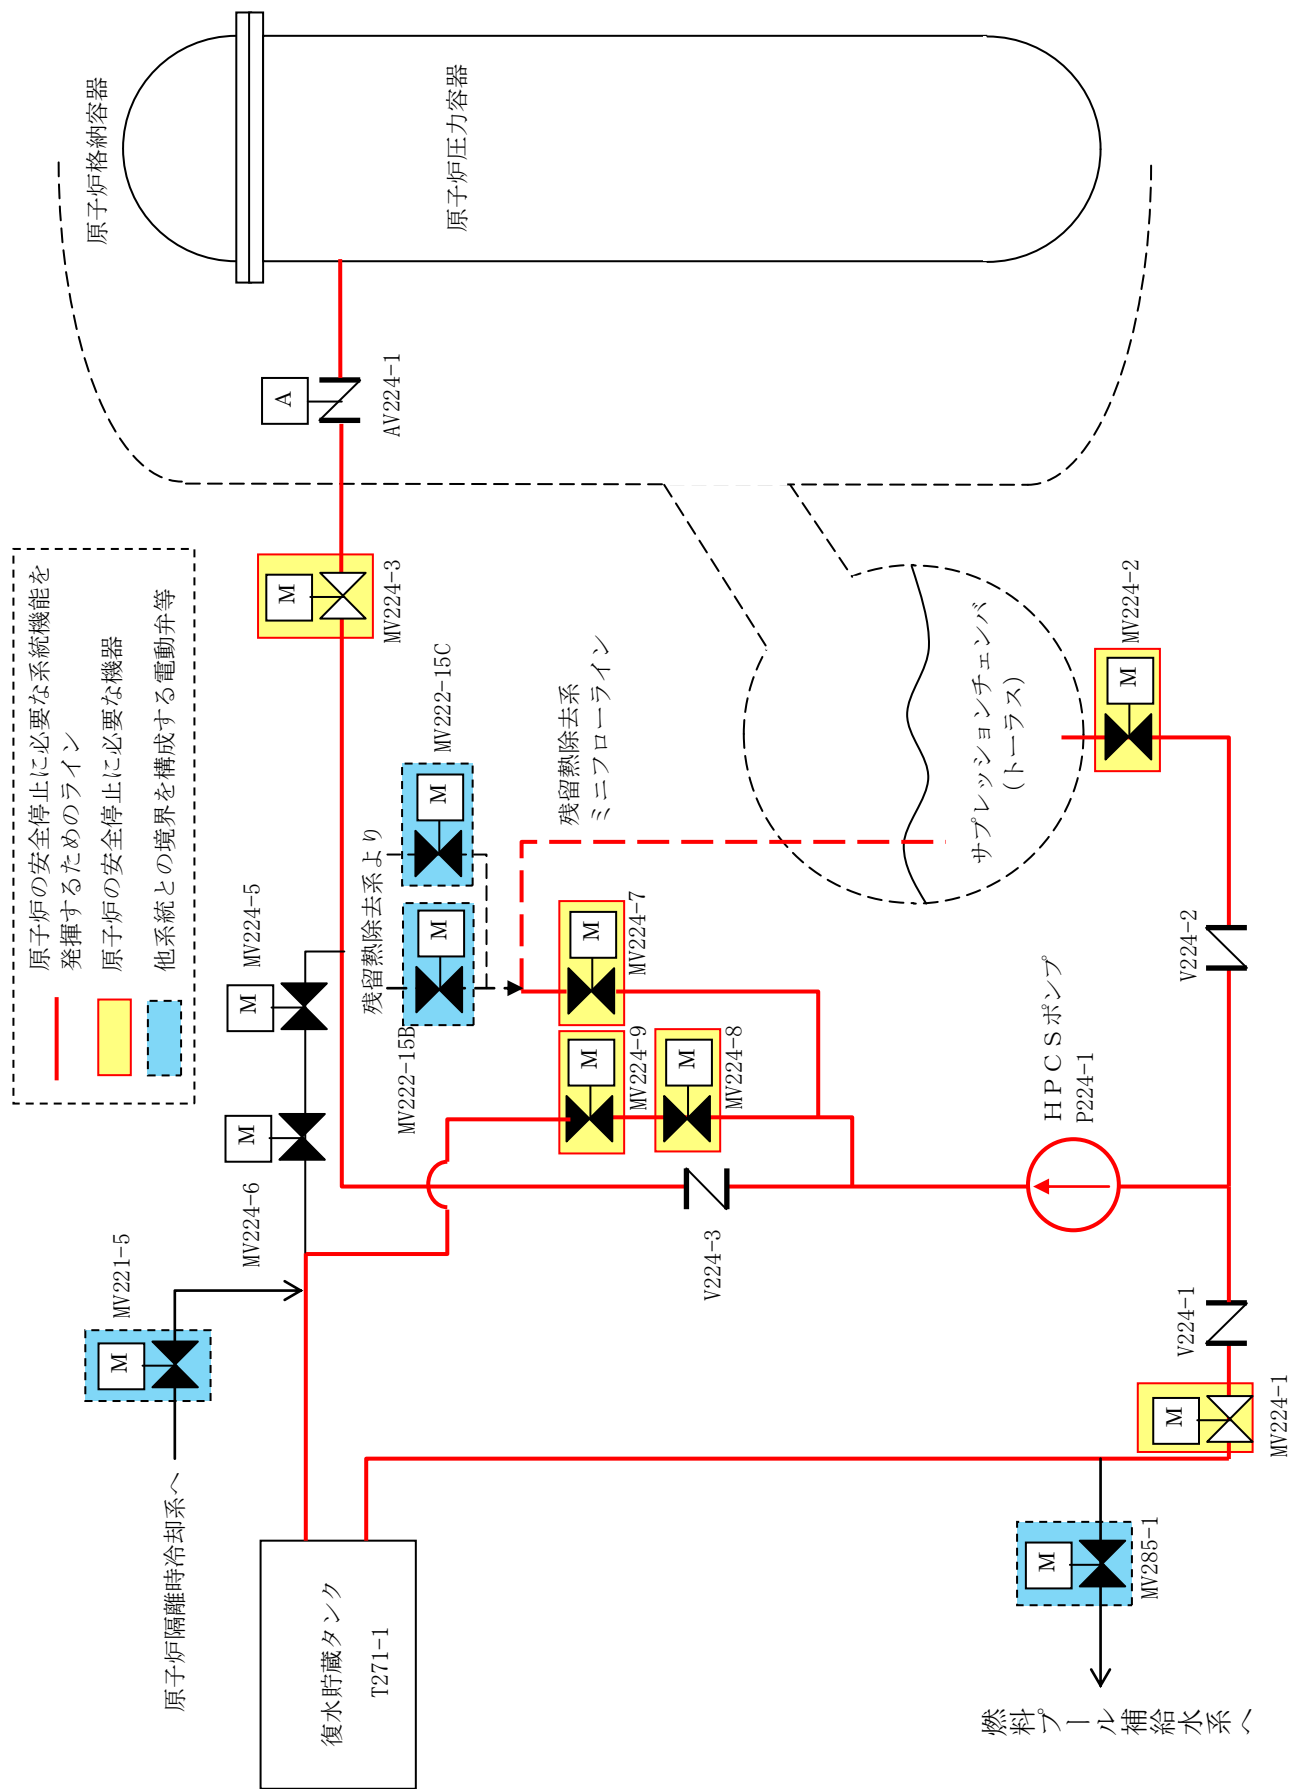 原子炉の安全停止に必要な系統機能を
発揮するためのライン
原子炉の安全停止に必要な機器
他系統との境界を構成する電動弁等
原子炉格納容器
原子炉圧力容器
A
AV224-1
M
MV224-3
M
MV224-5
M
MV224-6
M
MV221-5
原子炉隔離時冷却系へ
復水貯蔵タンク
T271-1
残留熱除去系より
M
MV222-15B
M
MV222-15C
残留熱除去系
ミニフローライン
M
MV224-7
M
MV224-9
M
MV224-8
V224-3
サプレッションチェンバ
(トーラス)
M
MV224-2
V224-2
HPCSポンプ
P224-1
V224-1
M
MV224-1
M
MV285-1
燃料プール補給水系へ